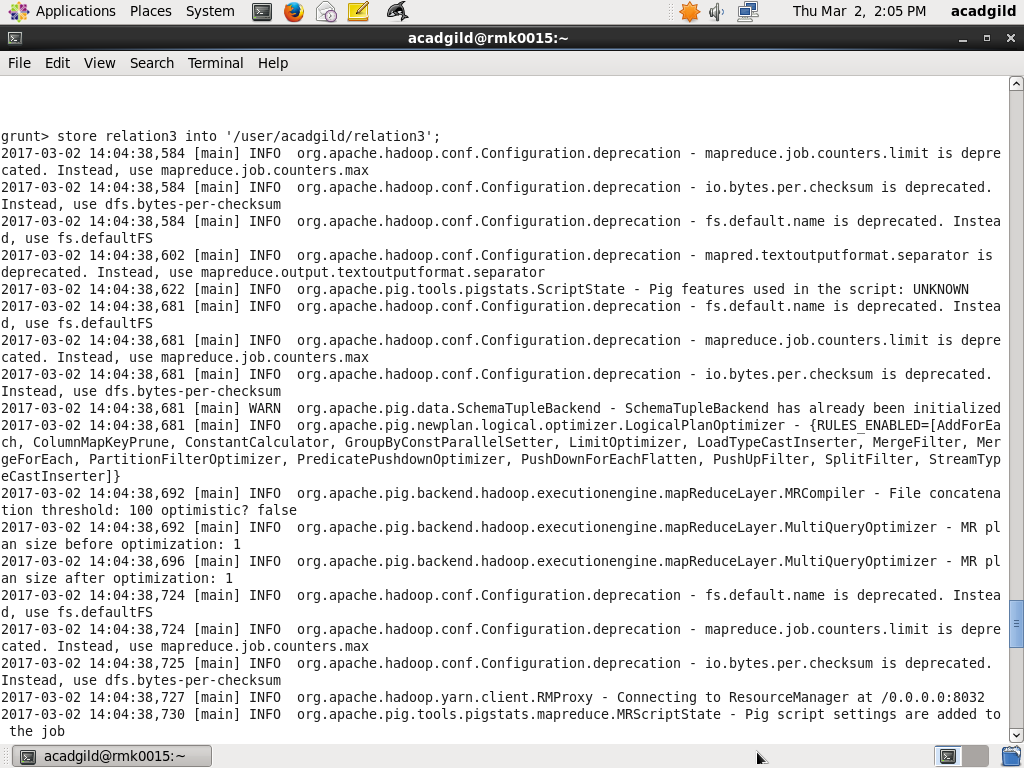 Applications Places System Thu Mar 2, 2:05 PM acadgild
acadgild@rmk0015:~
File Edit View Search Terminal Help
grunt> store relation3 into '/user/acadgild/relation3';
2017-03-02 14:04:38,584 [main] INFO  org.apache.hadoop.conf.Configuration.deprecation - mapreduce.job.counters.limit is depre
cated. Instead, use mapreduce.job.counters.max
2017-03-02 14:04:38,584 [main] INFO  org.apache.hadoop.conf.Configuration.deprecation - io.bytes.per.checksum is deprecated.
Instead, use dfs.bytes-per-checksum
2017-03-02 14:04:38,584 [main] INFO  org.apache.hadoop.conf.Configuration.deprecation - fs.default.name is deprecated. Instea
d, use fs.defaultFS
2017-03-02 14:04:38,602 [main] INFO  org.apache.hadoop.conf.Configuration.deprecation - mapred.textoutputformat.separator is
deprecated. Instead, use mapreduce.output.textoutputformat.separator
2017-03-02 14:04:38,622 [main] INFO  org.apache.pig.tools.pigstats.ScriptState - Pig features used in the script: UNKNOWN
2017-03-02 14:04:38,681 [main] INFO  org.apache.hadoop.conf.Configuration.deprecation - fs.default.name is deprecated. Instea
d, use fs.defaultFS
2017-03-02 14:04:38,681 [main] INFO  org.apache.hadoop.conf.Configuration.deprecation - mapreduce.job.counters.limit is depre
cated. Instead, use mapreduce.job.counters.max
2017-03-02 14:04:38,681 [main] INFO  org.apache.hadoop.conf.Configuration.deprecation - io.bytes.per.checksum is deprecated.
Instead, use dfs.bytes-per-checksum
2017-03-02 14:04:38,681 [main] WARN  org.apache.pig.data.SchemaTupleBackend - SchemaTupleBackend has already been initialized
2017-03-02 14:04:38,681 [main] INFO  org.apache.pig.newplan.logical.optimizer.LogicalPlanOptimizer - {RULES_ENABLED=[AddForEa
ch, ColumnMapKeyPrune, ConstantCalculator, GroupByConstParallelSetter, LimitOptimizer, LoadTypeCastInserter, MergeFilter, Mer
geForEach, PartitionFilterOptimizer, PredicatePushdownOptimizer, PushDownForEachFlatten, PushUpFilter, SplitFilter, StreamTyp
eCastInserter]}
2017-03-02 14:04:38,692 [main] INFO  org.apache.pig.backend.hadoop.executionengine.mapReduceLayer.MRCompiler - File concatena
tion threshold: 100 optimistic? false
2017-03-02 14:04:38,692 [main] INFO  org.apache.pig.backend.hadoop.executionengine.mapReduceLayer.MultiQueryOptimizer - MR pl
an size before optimization: 1
2017-03-02 14:04:38,696 [main] INFO  org.apache.pig.backend.hadoop.executionengine.mapReduceLayer.MultiQueryOptimizer - MR pl
an size after optimization: 1
2017-03-02 14:04:38,724 [main] INFO  org.apache.hadoop.conf.Configuration.deprecation - fs.default.name is deprecated. Instea
d, use fs.defaultFS
2017-03-02 14:04:38,724 [main] INFO  org.apache.hadoop.conf.Configuration.deprecation - mapreduce.job.counters.limit is depre
cated. Instead, use mapreduce.job.counters.max
2017-03-02 14:04:38,725 [main] INFO  org.apache.hadoop.conf.Configuration.deprecation - io.bytes.per.checksum is deprecated.
Instead, use dfs.bytes-per-checksum
2017-03-02 14:04:38,727 [main] INFO  org.apache.hadoop.yarn.client.RMProxy - Connecting to ResourceManager at /0.0.0.0:8032
2017-03-02 14:04:38,730 [main] INFO  org.apache.pig.tools.pigstats.mapreduce.MRScriptState - Pig script settings are added to
 the job
acadgild@rmk0015:~